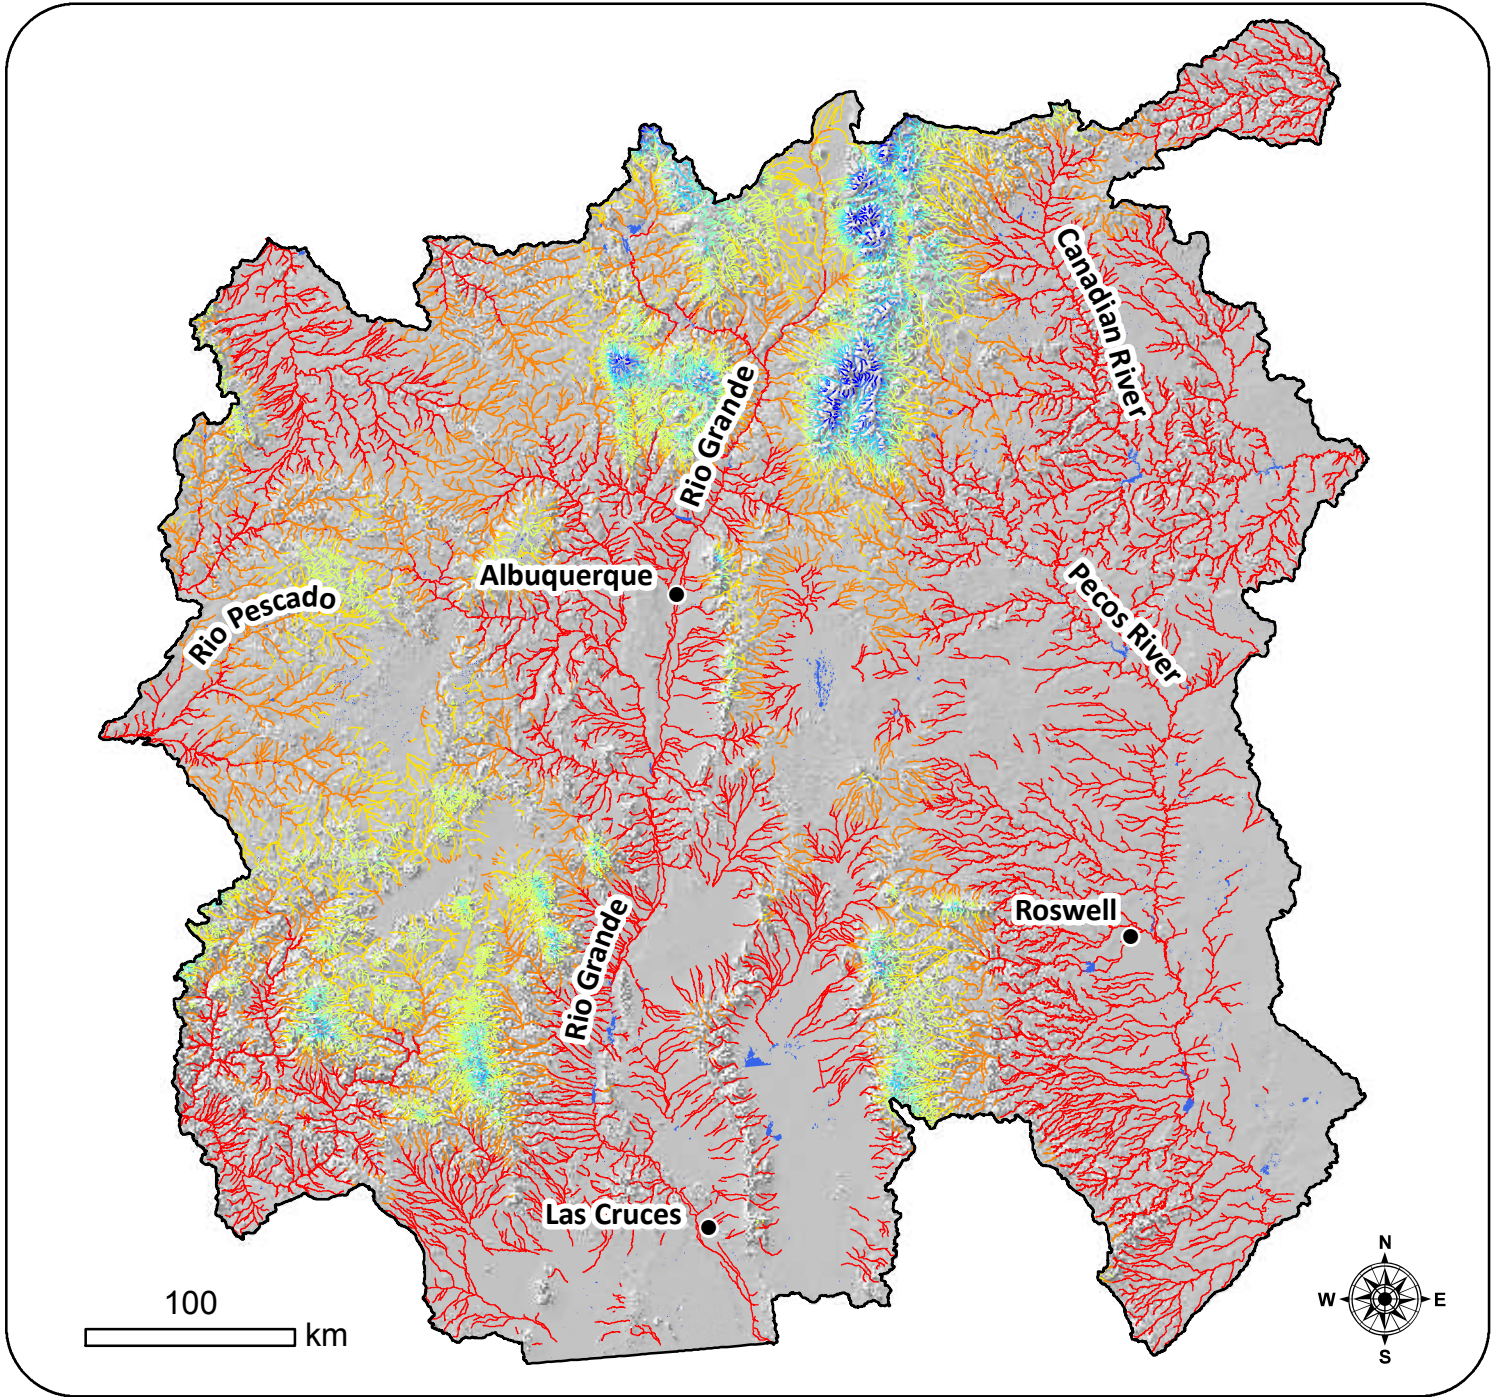 Canadian River
Rio Grande
Albuquerque
Pecos River
Rio Pescado
Roswell
Rio Grande
Las Cruces
N
W
E
S
100
km